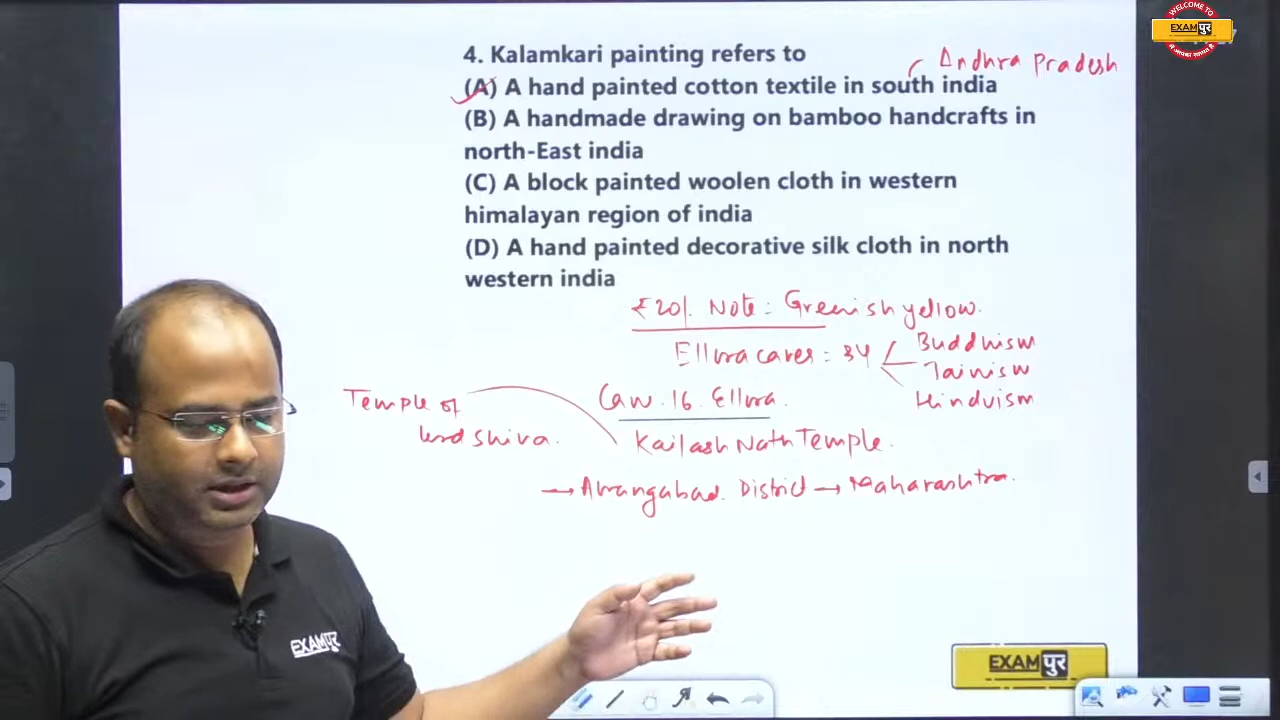 WELCOME TO
EXAMपुर
4. Kalamkari painting refers to
Andhra Pradesh
(A) A hand painted cotton textile in south india
(B) A handmade drawing on bamboo handcrafts in
north-East india
(C) A block painted woolen cloth in western
himalayan region of india
(D) A hand painted decorative silk cloth in north
western india
₹20/. Note: Greenish yellow.
Ellora caves = 34
Buddhism
Jainism
Hinduism
Cave.16. Ellora.
Temple of
lord shiva.
Kailash Nath Temple.
→ Aurangabad. District → Maharashtra.
EXAMपुर
EXAMपुर